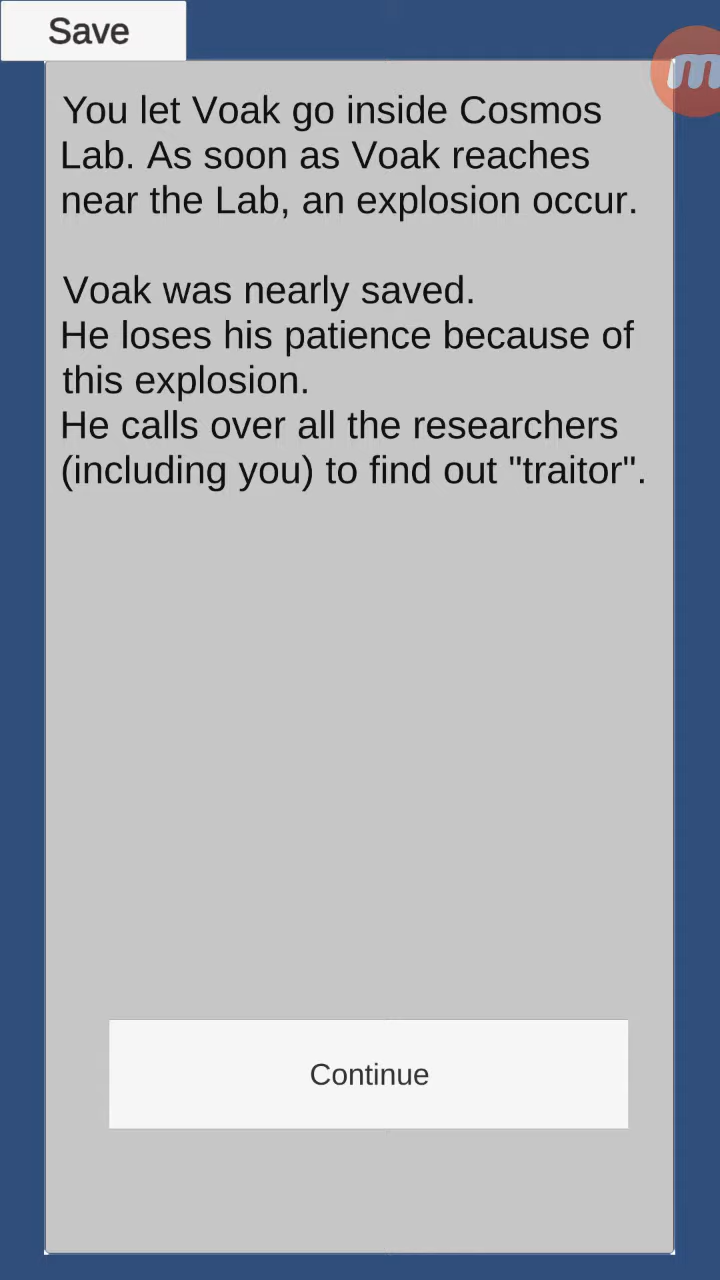 Save
You let Voak go inside Cosmos
Lab. As soon as Voak reaches
near the Lab, an explosion occur.
Voak was nearly saved.
He loses his patience because of
this explosion.
He calls over all the researchers
(including you) to find out "traitor".
Continue